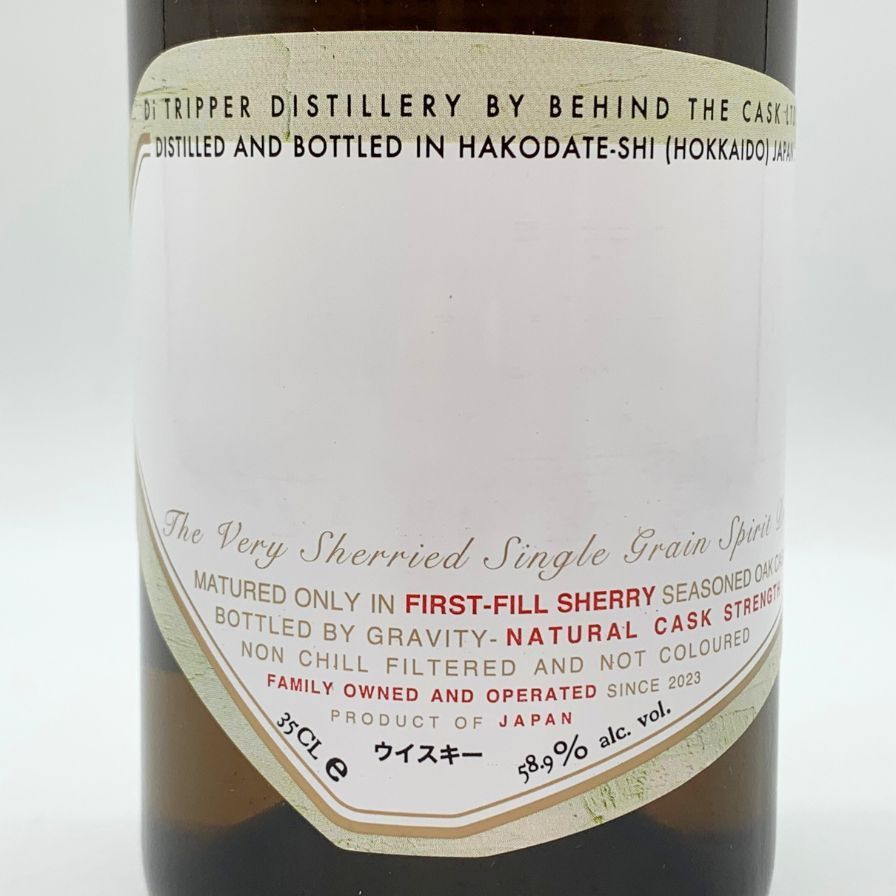 Di TRIPPER DISTILLERY BY BEHIND THE CASK LTD
DISTILLED AND BOTTLED IN HAKODATE-SHI (HOKKAIDO) JAPAN
The Very Sherried Single Grain Spirit
MATURED ONLY IN FIRST-FILL SHERRY SEASONED OAK
BOTTLED BY GRAVITY- NATURAL CASK STRENGTH
NON CHILL FILTERED AND NOT COLOURED
FAMILY OWNED AND OPERATED SINCE 2023
PRODUCT OF JAPAN
35CL e ウイスキー 58.9% alc. vol.